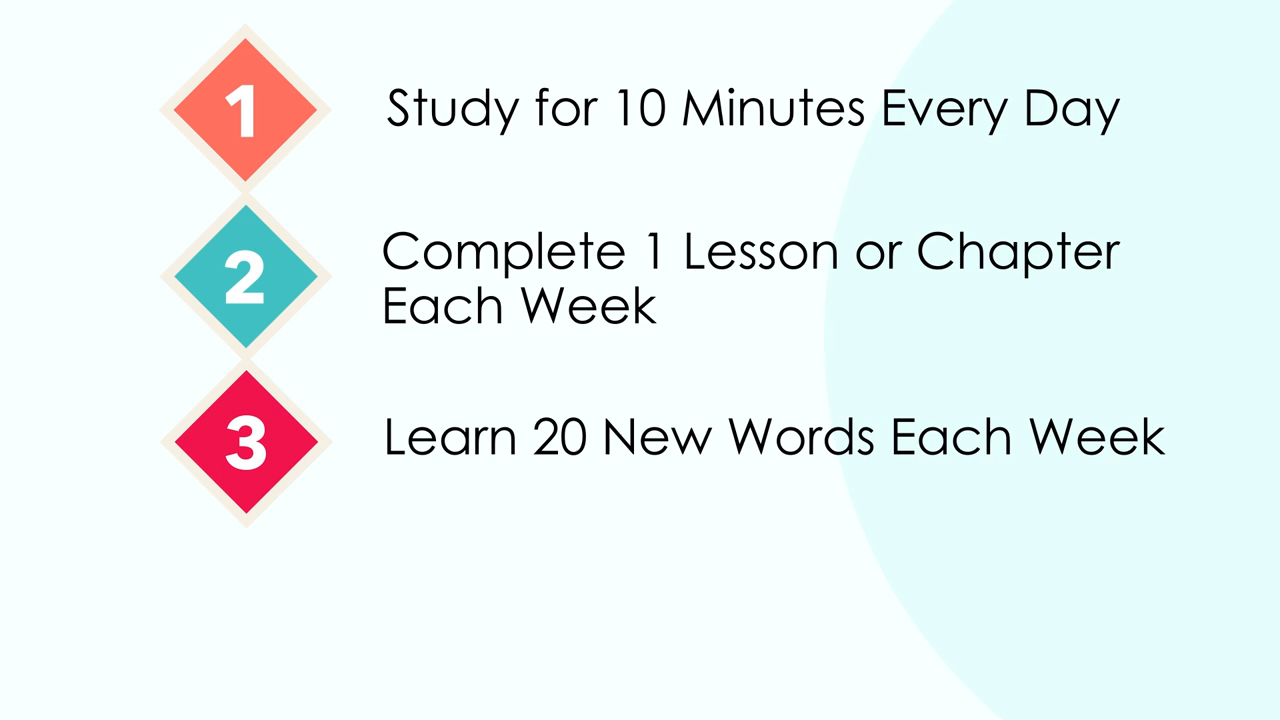 1 Study for 10 Minutes Every Day
2 Complete 1 Lesson or Chapter
Each Week
3 Learn 20 New Words Each Week